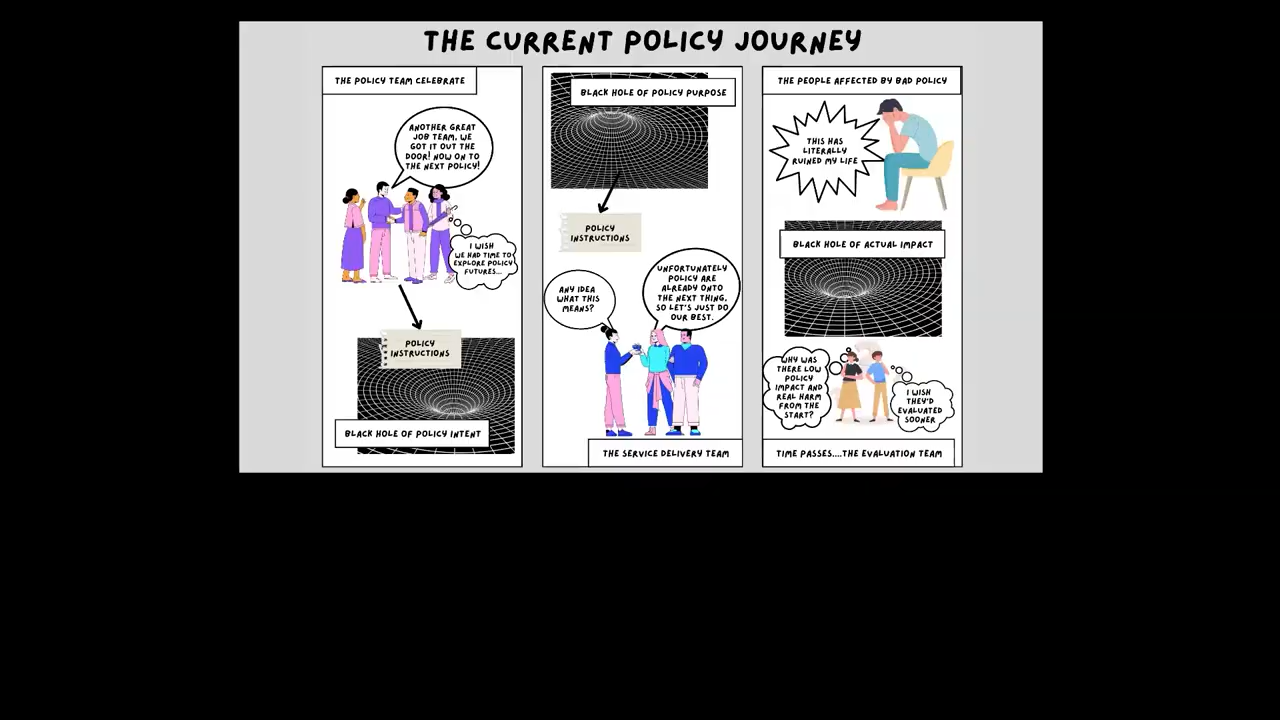 THE CURRENT POLICY JOURNEY
THE POLICY TEAM CELEBRATE
ANOTHER GREAT
JOB TEAM, WE
GOT IT OUT THE
DOOR! NOW ON TO
THE NEXT POLICY!
I WISH
WE HAD TIME TO
EXPLORE POLICY
FUTURES...
POLICY
INSTRUCTIONS
BLACK HOLE OF POLICY INTENT
BLACK HOLE OF POLICY PURPOSE
POLICY
INSTRUCTIONS
ANY IDEA
WHAT THIS
MEANS?
UNFORTUNATELY
POLICY ARE
ALREADY ONTO
THE NEXT THING,
SO LET'S JUST DO
OUR BEST.
THE SERVICE DELIVERY TEAM
THE PEOPLE AFFECTED BY BAD POLICY
THIS HAS
LITERALLY
RUINED MY LIFE
BLACK HOLE OF ACTUAL IMPACT
WHY WAS
THERE LOW
POLICY
IMPACT AND
REAL HARM
FROM THE
START?
I WISH
THEY'D
EVALUATED
SOONER
TIME PASSES....THE EVALUATION TEAM